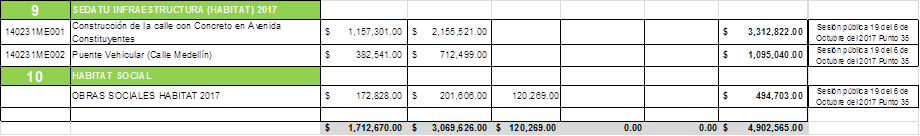 9 SEDATU INFRAESTRUCTURA (HABITAT) 2017
140231ME001 Construcción de la calle con Concreto en Avenida Constituyentes $ 1,157,301.00 $ 2,155,521.00 $ 3,312,822.00 Sesión pública 19 del 6 de Octubre del 2017 Punto 35
140231ME002 Puente Vehicular (Calle Medellín) $ 382,541.00 $ 712,499.00 $ 1,095,040.00 Sesión pública 19 del 6 de Octubre del 2017 Punto 35
10 HABITAT SOCIAL
OBRAS SOCIALES HABITAT 2017 $ 172,828.00 $ 201,606.00 120,269.00 $ 494,703.00 Sesión pública 19 del 6 de Octubre del 2017 Punto 35
$ 1,712,670.00 $ 3,069,626.00 $ 120,269.00 0.00 0.00 $ 4,902,565.00